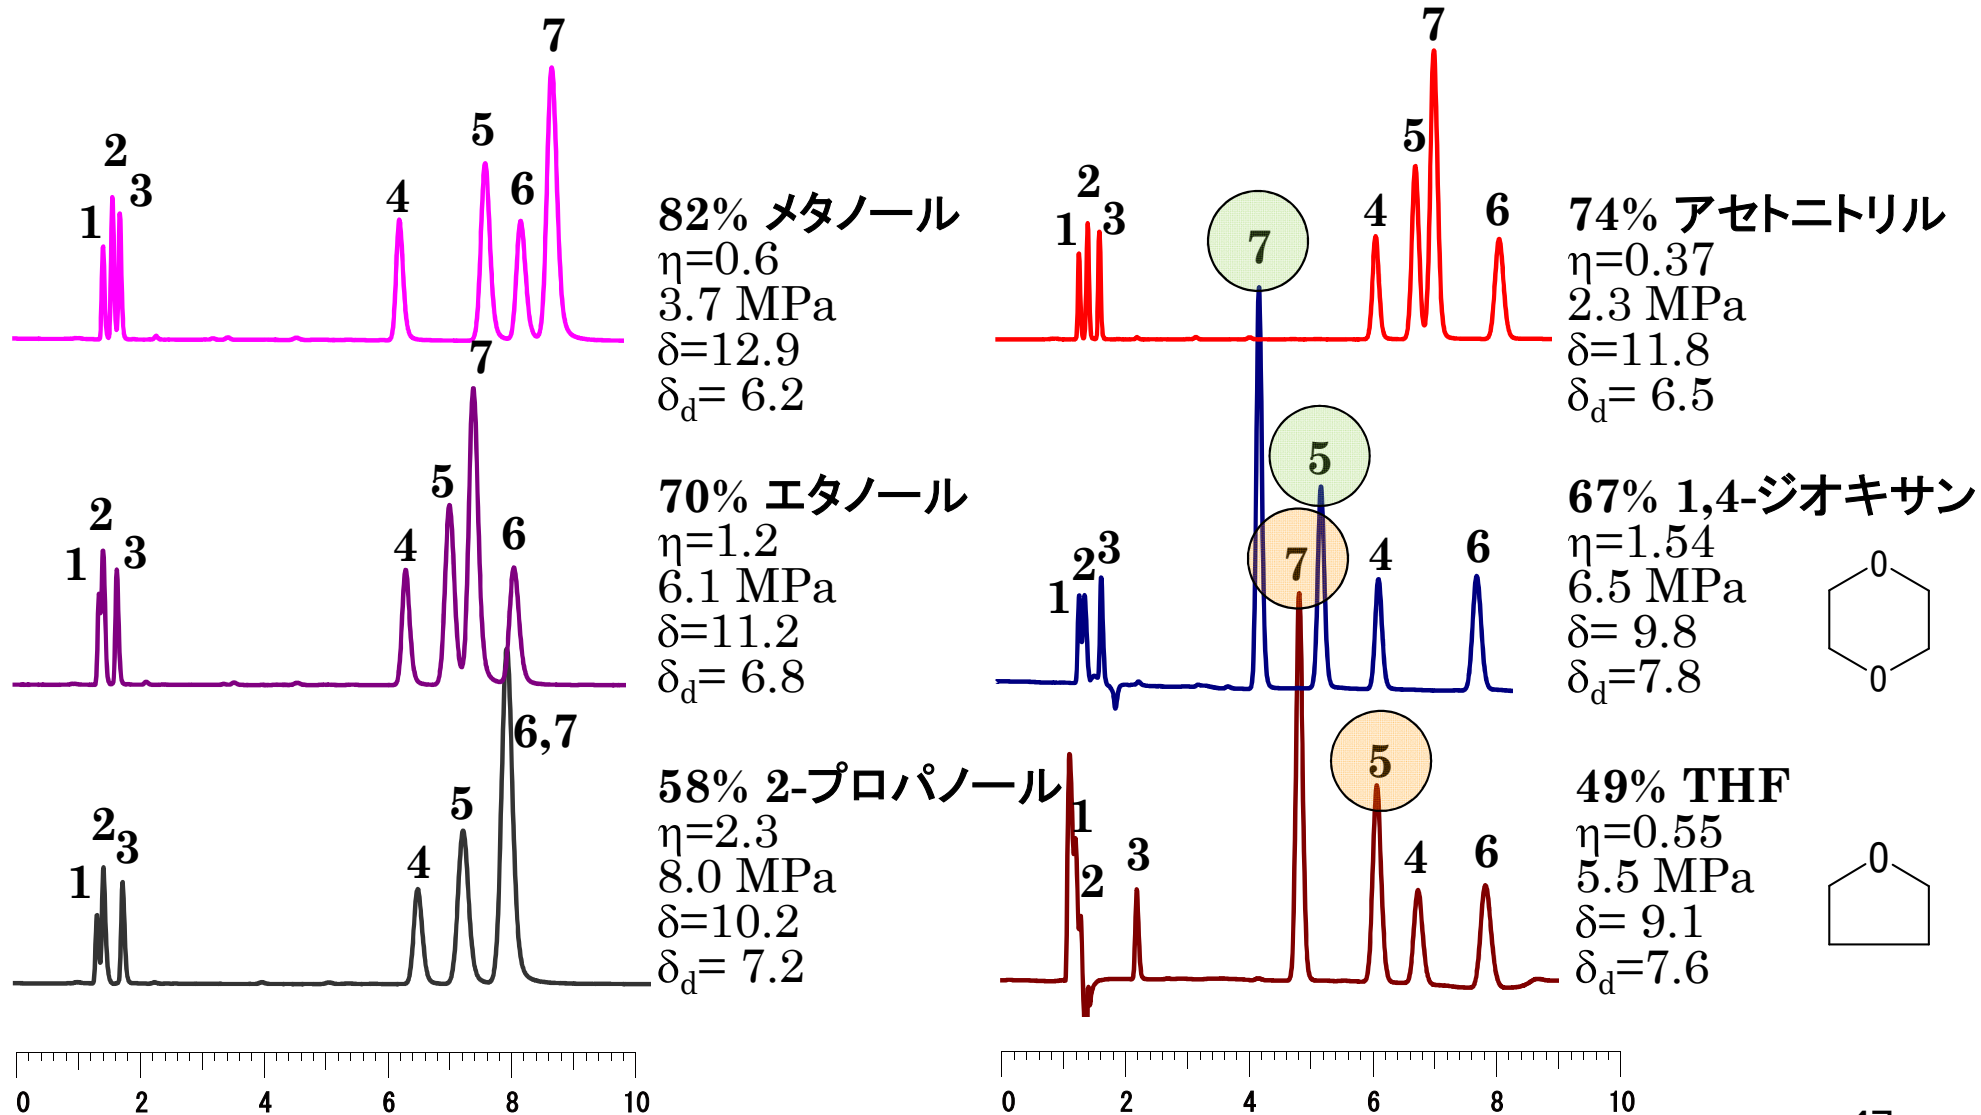 7
5
2
3
1
4
6
82% メタノール
η=0.6
3.7 MPa
δ=12.9
δd= 6.2
7
5
2
1
3
4
6
70% エタノール
η=1.2
6.1 MPa
δ=11.2
δd= 6.8
6,7
5
2
3
1
4
58% 2-プロパノール
η=2.3
8.0 MPa
δ=10.2
δd= 7.2
0 2 4 6 8 10
7
5
2
1
3
4
6
74% アセトニトリル
η=0.37
2.3 MPa
δ=11.8
δd= 6.5
7
5
1
2
3
4
6
67% 1,4-ジオキサン
η=1.54
6.5 MPa
δ= 9.8
δd=7.8
O
O
7
5
1
2
3
4
6
49% THF
η=0.55
5.5 MPa
δ= 9.1
δd=7.6
O
0 2 4 6 8 10